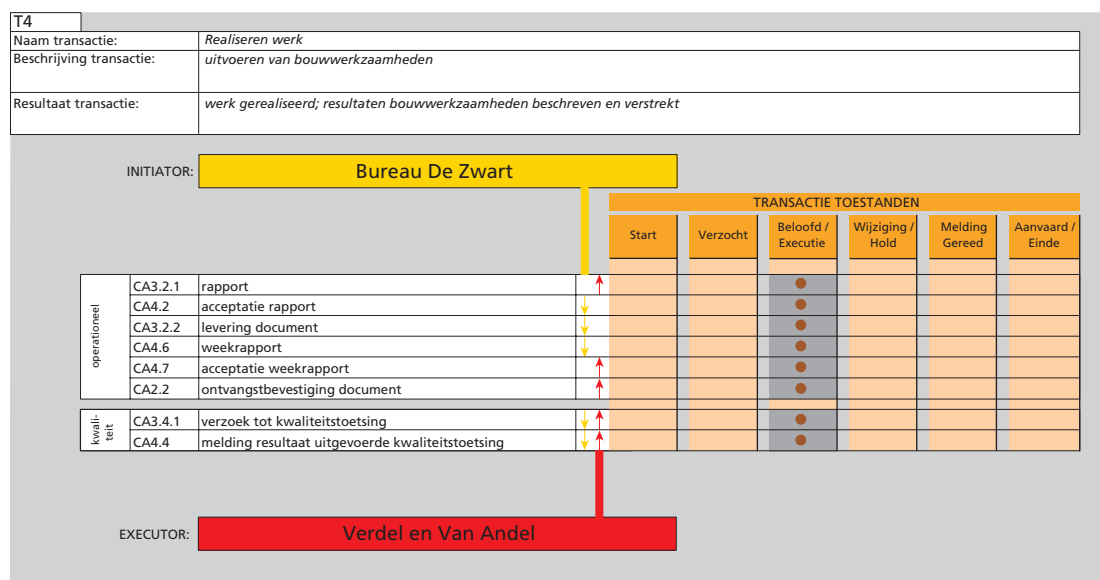 T4
Naam transactie: Realiseren werk
Beschrijving transactie: uitvoeren van bouwwerkzaamheden
Resultaat transactie: werk gerealiseerd; resultaten bouwwerkzaamheden beschreven en verstrekt
INITIATOR: Bureau De Zwart
TRANSACTIE TOESTANDEN
Start Verzocht Beloofd / Executie Wijziging / Hold Melding Gereed Aanvaard / Einde
operationeel
CA3.2.1 rapport
CA4.2 acceptatie rapport
CA3.2.2 levering document
CA4.6 weekrapport
CA4.7 acceptatie weekrapport
CA2.2 ontvangstbevestiging document
kwali-
teit
CA3.4.1 verzoek tot kwaliteitstoetsing
CA4.4 melding resultaat uitgevoerde kwaliteitstoetsing
EXECUTOR: Verdel en Van Andel